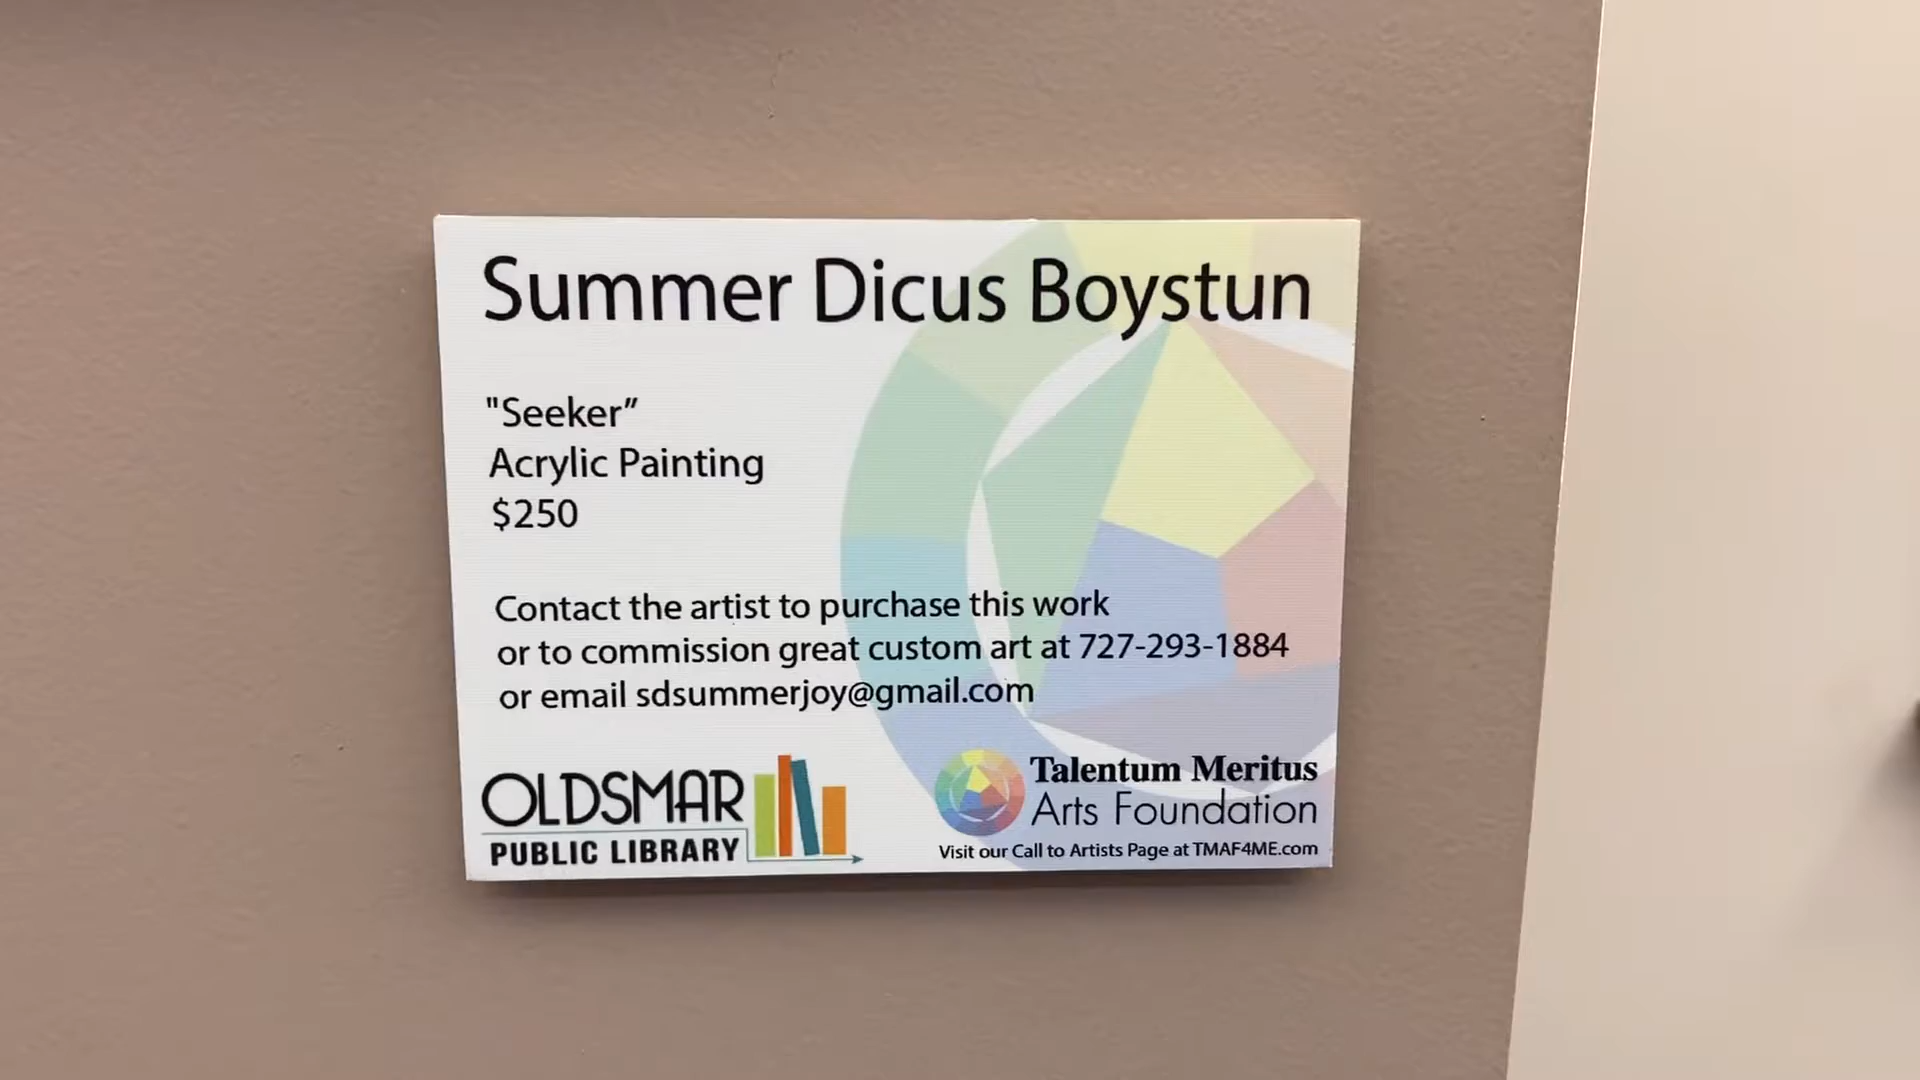 Summer Dicus Boystun
"Seeker”
Acrylic Painting
$250
Contact the artist to purchase this work
or to commission great custom art at 727-293-1884
or email sdsummerjoy@gmail.com
OLDSMAR
PUBLIC LIBRARY
Talentum Meritus
Arts Foundation
Visit our Call to Artists Page at TMAF4ME.com